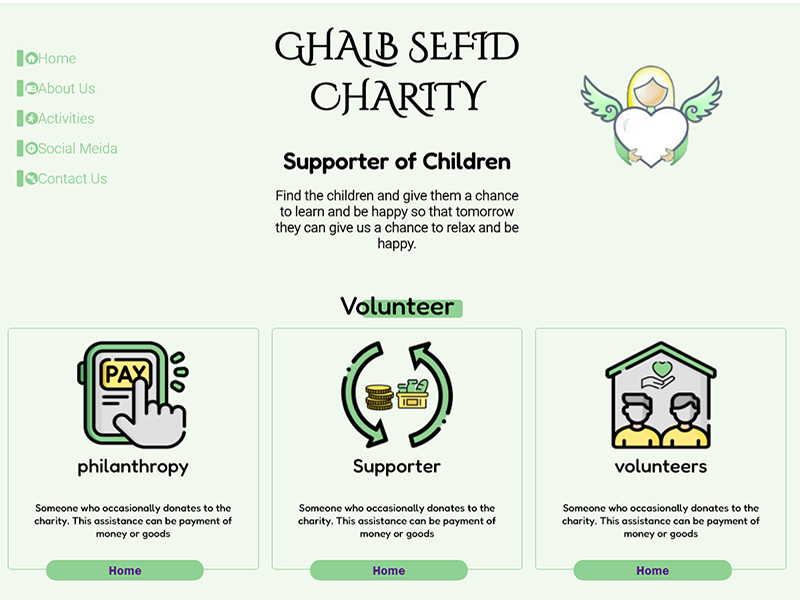 Home
About Us
Activities
Social Meida
Contact Us
GHALB SEFID
CHARITY
Supporter of Children
Find the children and give them a chance
to learn and be happy so that tomorrow
they can give us a chance to relax and be
happy.
Volunteer
PAX
philanthropy
Someone who occasionally donates to the
charity. This assistance can be payment of
money or goods
Home
Supporter
Someone who occasionally donates to the
charity. This assistance can be payment of
money or goods
Home
volunteers
Someone who occasionally donates to the
charity. This assistance can be payment of
money or goods
Home